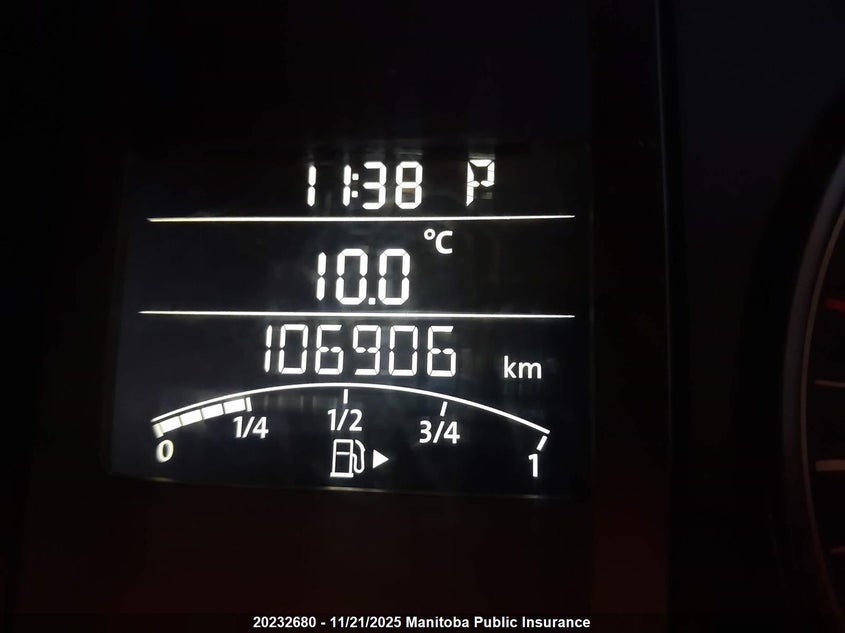 11:38 P
°C
10.0
106906 km
0 1/4 1/2 3/4 1
20232680 - 11/21/2025 Manitoba Public Insurance